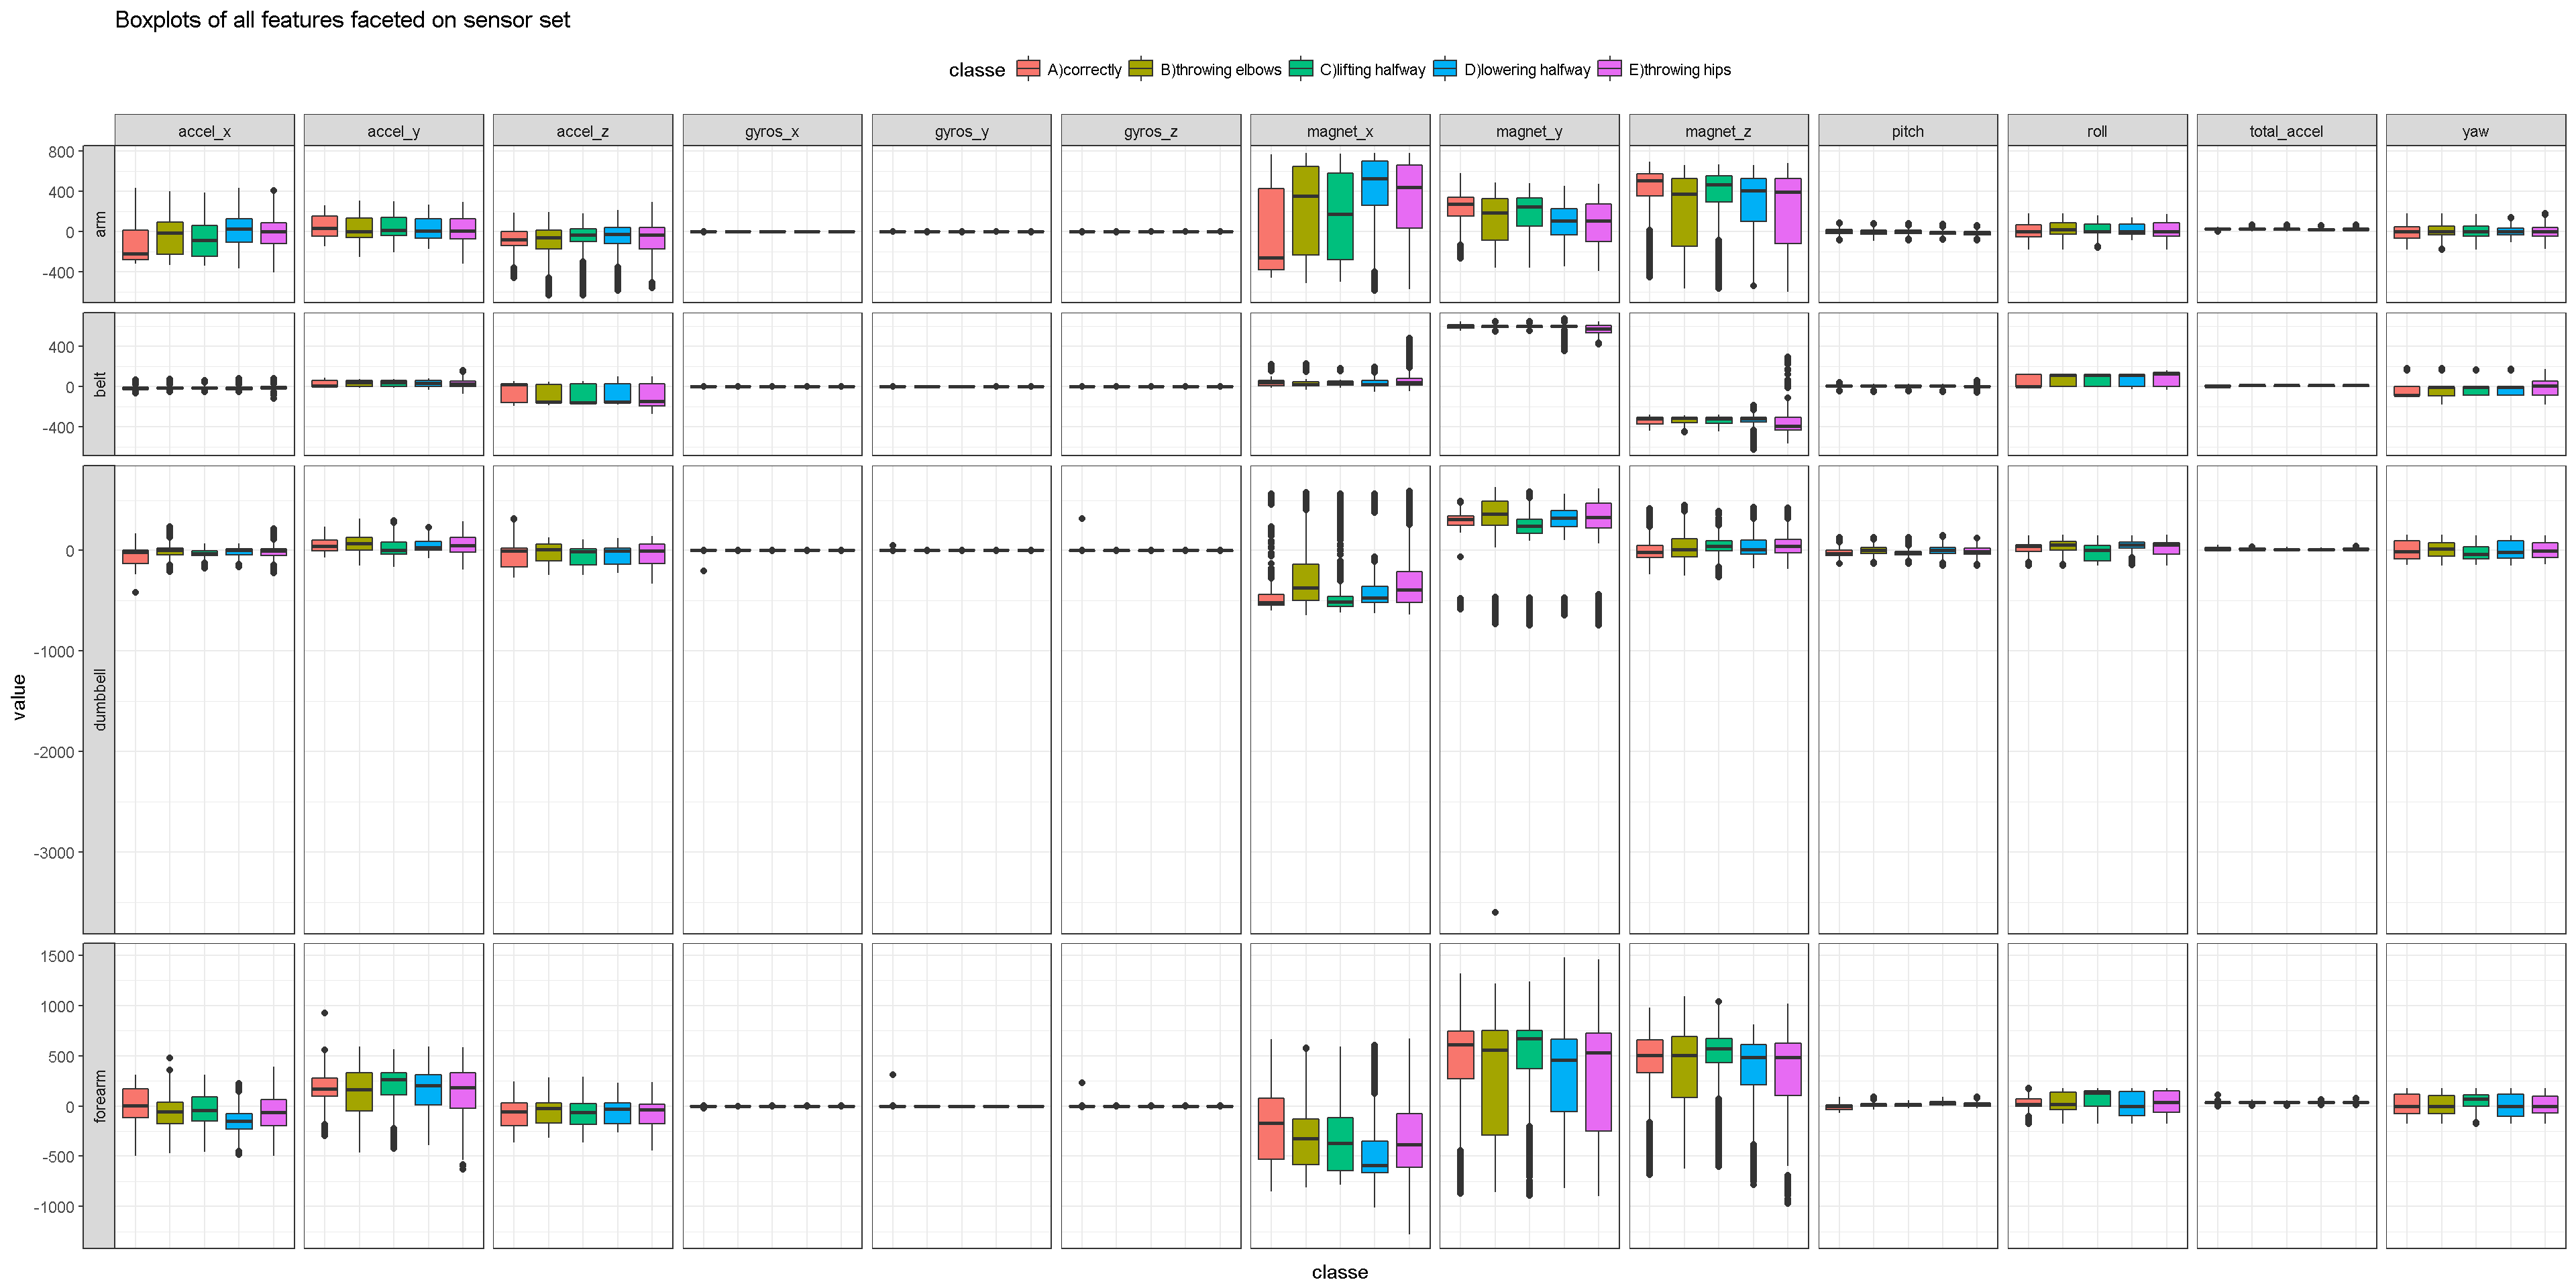 Boxplots of all features faceted on sensor set
classe A)correctly B)throwing elbows C)lifting halfway D)lowering halfway E)throwing hips
accel_x accel_y accel_z gyros_x gyros_y gyros_z magnet_x magnet_y magnet_z pitch roll total_accel yaw
800
400
0
-400
arm
400
0
-400
belt
0
-1000
-2000
-3000
dumbbell
value
1500
1000
500
0
-500
-1000
forearm
classe